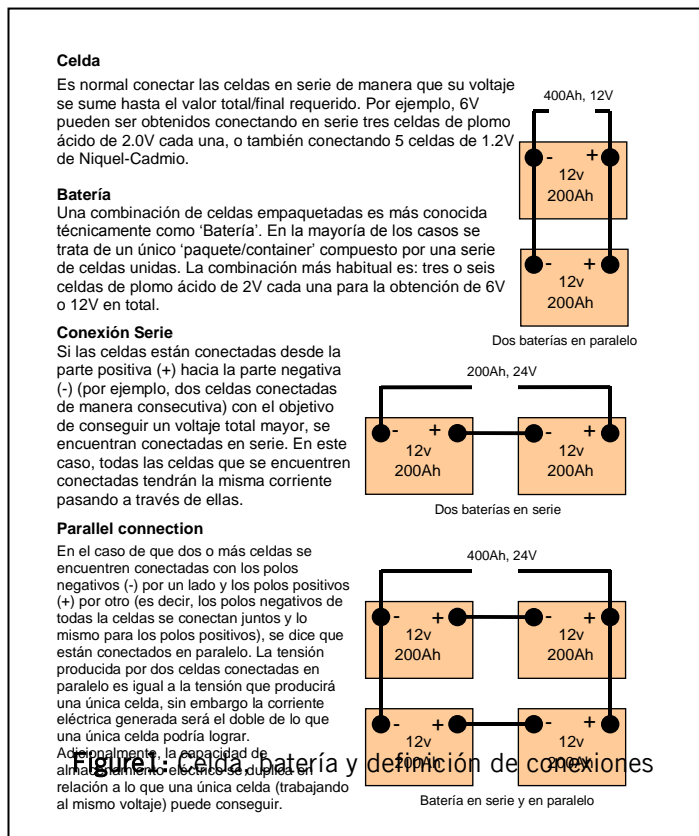 Celda
Es normal conectar las celdas en serie de manera que su voltaje
se sume hasta el valor total/final requerido. Por ejemplo, 6V
pueden ser obtenidos conectando en serie tres celdas de plomo
ácido de 2.0V cada una, o también conectando 5 celdas de 1.2V
de Niquel-Cadmio.
Batería
Una combinación de celdas empaquetadas es más conocida
técnicamente como ‘Batería’. En la mayoría de los casos se
trata de un único ‘paquete/container’ compuesto por una serie
de celdas unidas. La combinación más habitual es: tres o seis
celdas de plomo ácido de 2V cada una para la obtención de 6V
o 12V en total.
Conexión Serie
Si las celdas están conectadas desde la
parte positiva (+) hacia la parte negativa
(-) (por ejemplo, dos celdas conectadas
de manera consecutiva) con el objetivo
de conseguir un voltaje total mayor, se
encuentran conectadas en serie. En este
caso, todas las celdas que se encuentren
conectadas tendrán la misma corriente
pasando a través de ellas.
Parallel connection
En el caso de que dos o más celdas se
encuentren conectadas con los polos
negativos (-) por un lado y los polos positivos
(+) por otro (es decir, los polos negativos de
todas la celdas se conectan juntos y lo
mismo para los polos positivos), se dice que
están conectados en paralelo. La tensión
producida por dos celdas conectadas en
paralelo es igual a la tensión que producirá
una única celda, sin embargo la corriente
eléctrica generada será el doble de lo que
una única celda podría lograr.
Adicionalmente, la capacidad de
almacenamiento eléctrico se duplica en
relación a lo que una única celda (trabajando
al mismo voltaje) puede conseguir.
400Ah, 12V
- +
12v
200Ah
- +
12v
200Ah
Dos baterías en paralelo
200Ah, 24V
- + - +
12v 12v
200Ah 200Ah
Dos baterías en serie
400Ah, 24V
- + - +
12v 12v
200Ah 200Ah
- + - +
12v 12v
200Ah 200Ah
Batería en serie y en paralelo
Figure1: Celda, batería y definición de conexiones